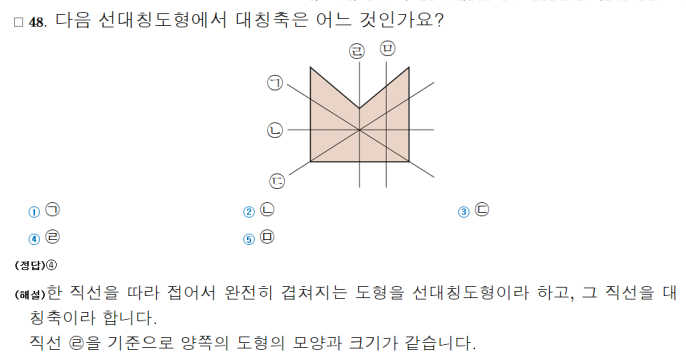 □ 48. 다음 선대칭도형에서 대칭축은 어느 것인가요?
㉣ ㉤
㉠
㉡
㉢
① ㉠ ② ㉡ ③ ㉢
④ ㉣ ⑤ ㉤
(정답)④
(해설)한 직선을 따라 접어서 완전히 겹쳐지는 도형을 선대칭도형이라 하고, 그 직선을 대
칭축이라 합니다.
직선 ㉣을 기준으로 양쪽의 도형의 모양과 크기가 같습니다.